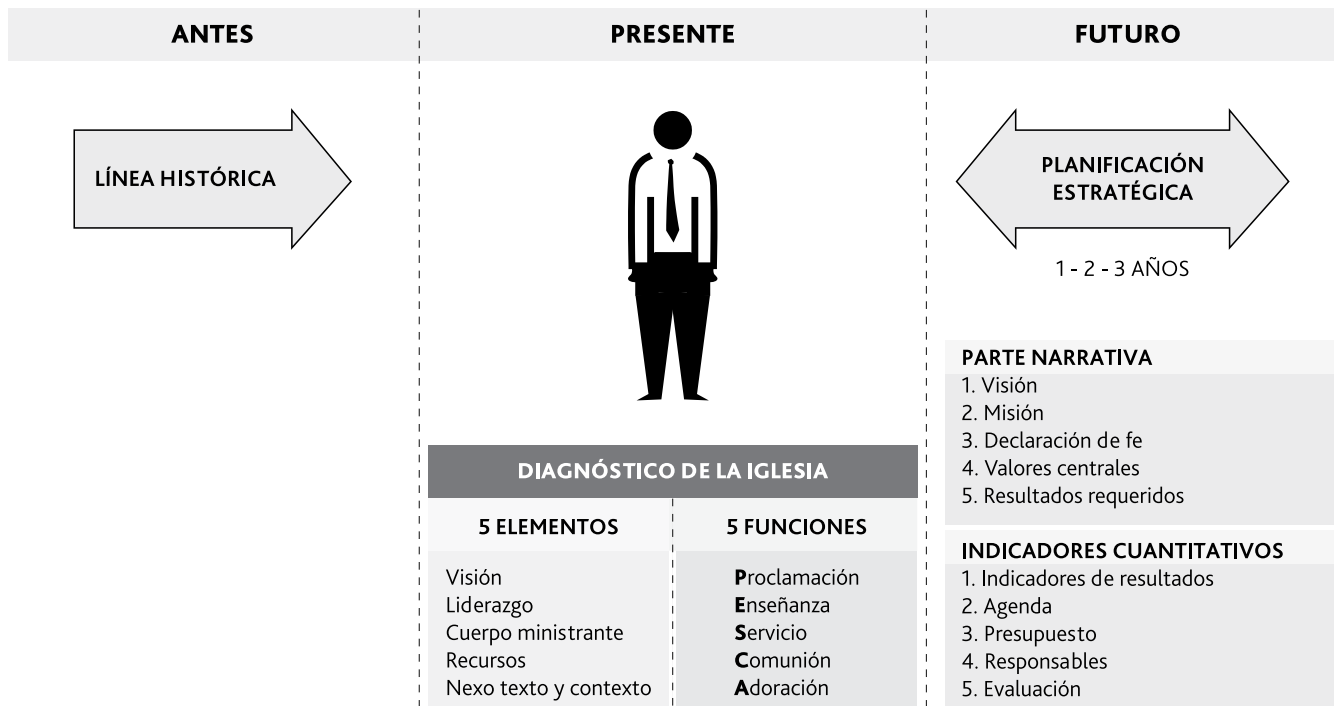 ANTES
LÍNEA HISTÓRICA
PRESENTE
DIAGNÓSTICO DE LA IGLESIA
5 ELEMENTOS
Visión
Liderazgo
Cuerpo ministrante
Recursos
Nexo texto y contexto
5 FUNCIONES
Proclamación
Enseñanza
Servicio
Comunión
Adoración
FUTURO
PLANIFICACIÓN
ESTRATÉGICA
1 - 2 - 3 AÑOS
PARTE NARRATIVA
1. Visión
2. Misión
3. Declaración de fe
4. Valores centrales
5. Resultados requeridos
INDICADORES CUANTITATIVOS
1. Indicadores de resultados
2. Agenda
3. Presupuesto
4. Responsables
5. Evaluación